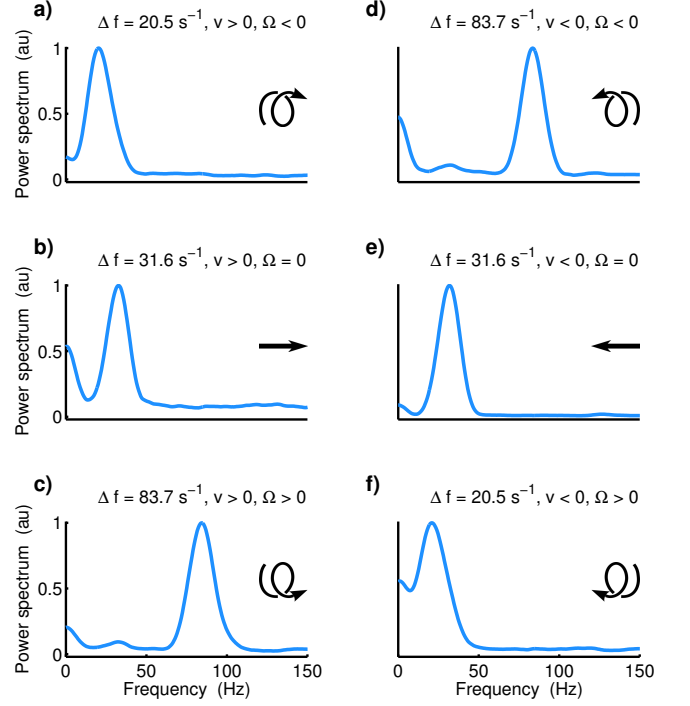 a) Δ f = 20.5 s⁻¹, v > 0, Ω < 0
Power spectrum (au)
1
0.5
0
d) Δ f = 83.7 s⁻¹, v < 0, Ω < 0
b) Δ f = 31.6 s⁻¹, v > 0, Ω = 0
Power spectrum (au)
1
0.5
0
e) Δ f = 31.6 s⁻¹, v < 0, Ω = 0
c) Δ f = 83.7 s⁻¹, v > 0, Ω > 0
Power spectrum (au)
1
0.5
0
0 50 100 150
Frequency (Hz)
f) Δ f = 20.5 s⁻¹, v < 0, Ω > 0
0 50 100 150
Frequency (Hz)